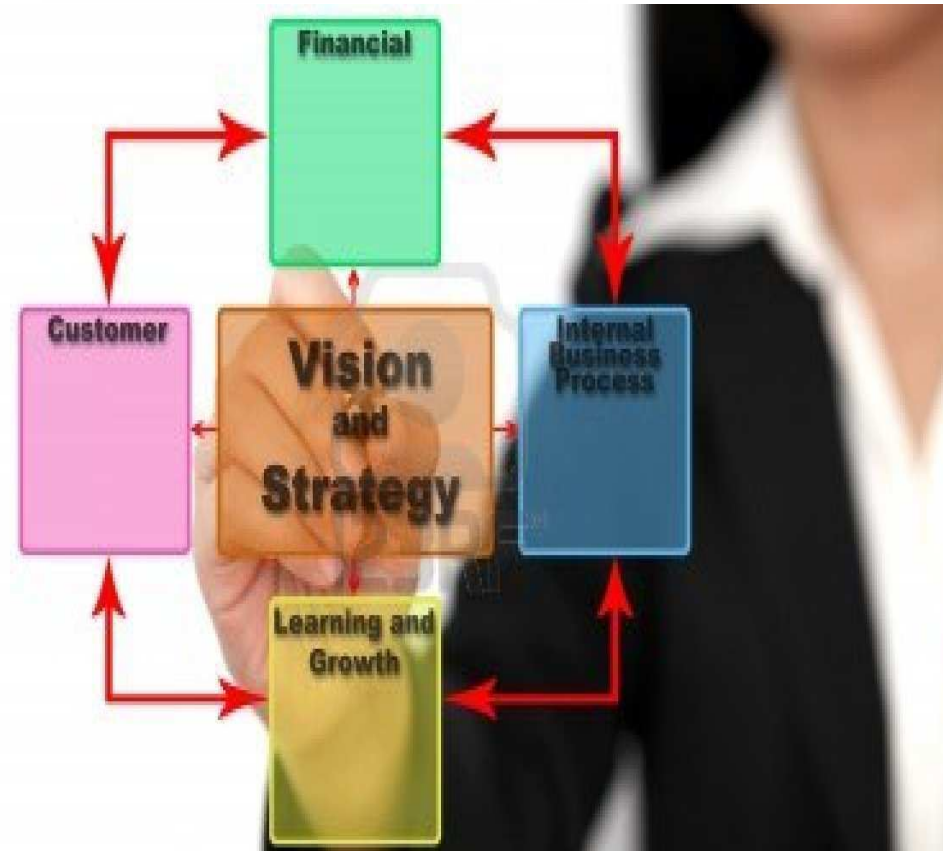 Financial
Customer
Vision
and
Strategy
Internal
Business
Process
Learning and
Growth